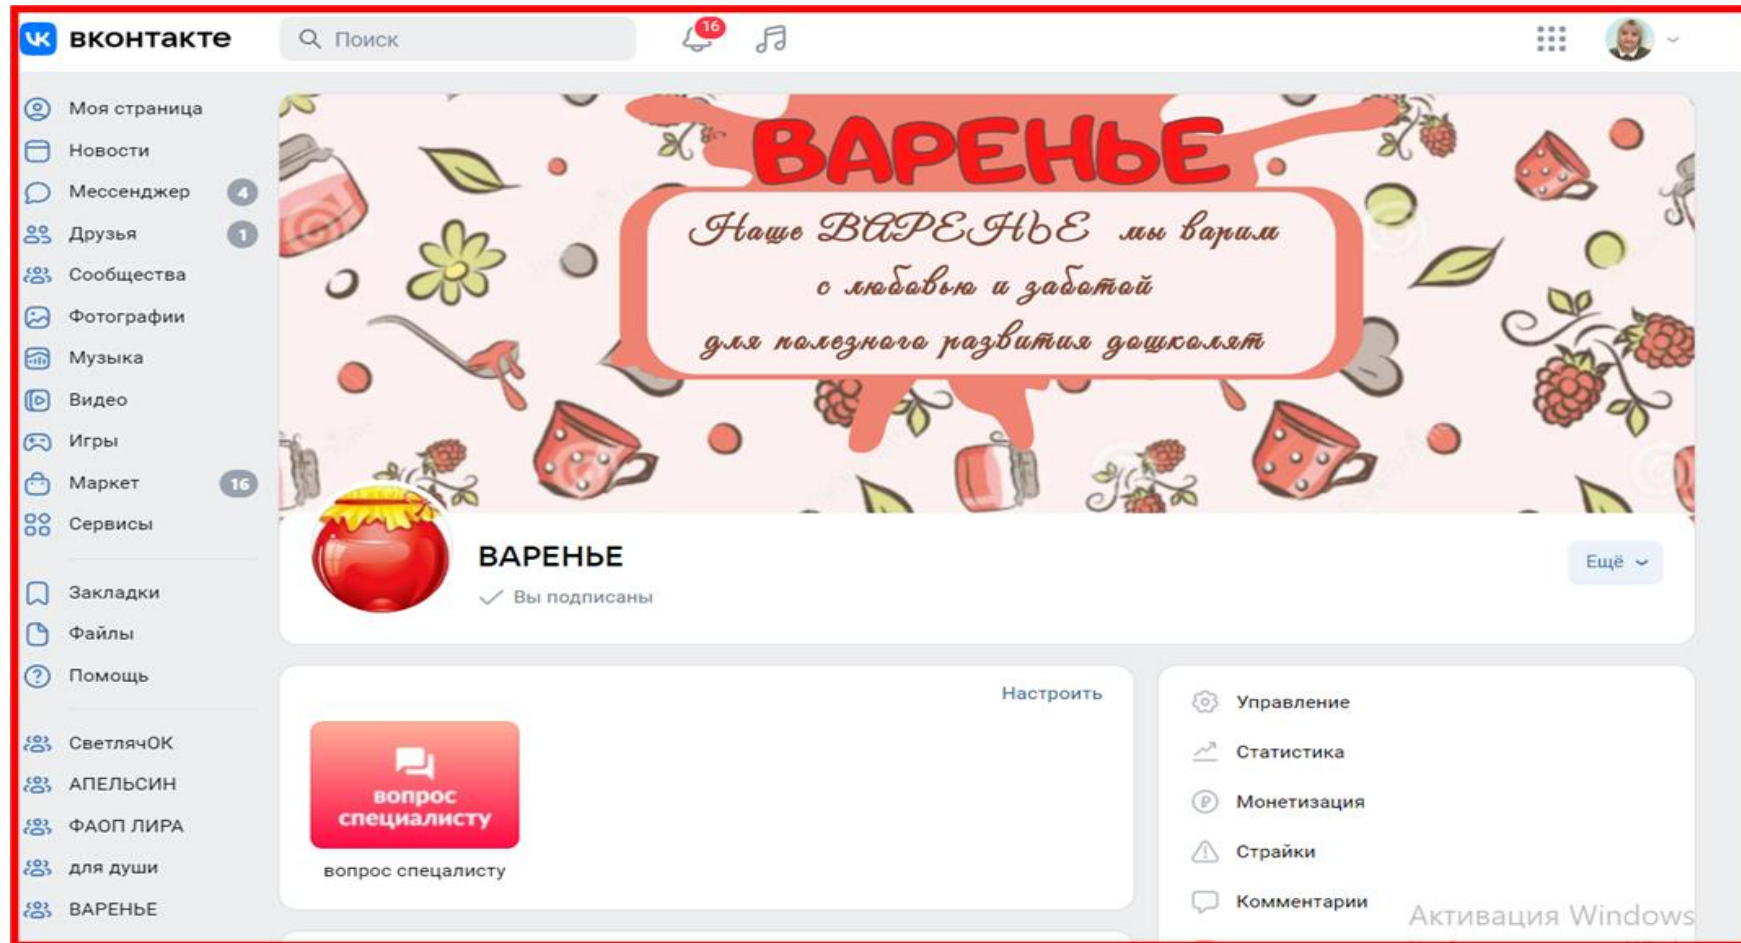 вконтакте
Поиск
16
Моя страница
Новости
Мессенджер 4
Друзья 1
Сообщества
Фотографии
Музыка
Видео
Игры
Маркет 16
Сервисы
Закладки
Файлы
Помощь
СветлячОК
АПЕЛЬСИН
ФАОП ЛИРА
для души
ВАРЕНЬЕ
ВАРЕНЬЕ
Наше ВАРЕНЬЕ мы варим
с любовью и заботой
для полезного развития дошколят
ВАРЕНЬЕ
Вы подписаны
Ещё
Настроить
вопрос
специалисту
вопрос спецалисту
Управление
Статистика
Монетизация
Страйки
Комментарии
Активация Windows